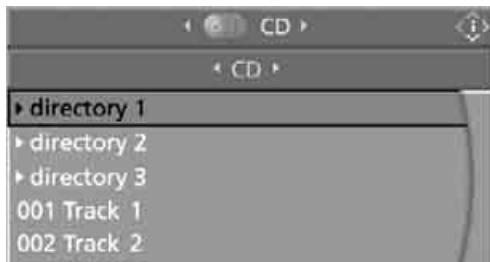 CD
CD
directory 1
directory 2
directory 3
001 Track 1
002 Track 2